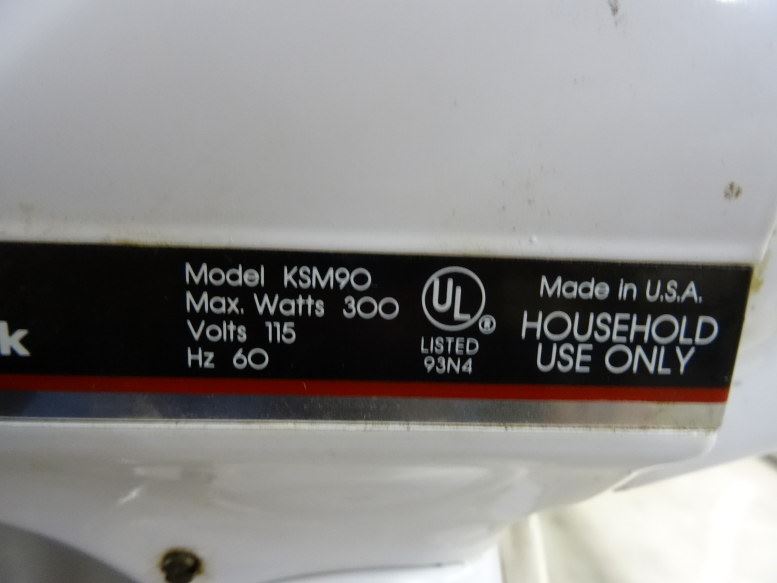 k
Model KSM90
Max. Watts 300
Volts 115
Hz 60
UL®
LISTED
93N4
Made in U.S.A.
HOUSEHOLD
USE ONLY